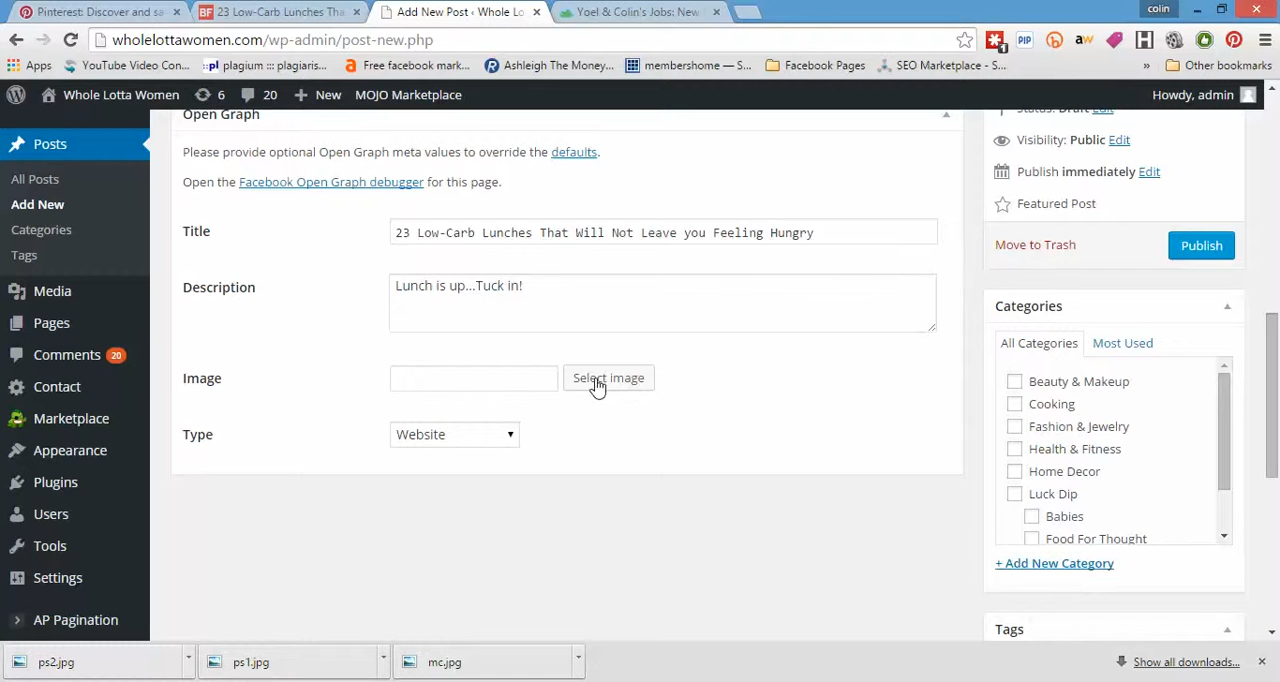 colin
Pinterest: Discover and sa
23 Low-Carb Lunches Tha
Add New Post ‹ Whole Lo
Yoel & Colin's Jobs: New
wholelottawomen.com/wp-admin/post-new.php
Apps
YouTube Video Con...
plagium ::: plagiaris...
Free facebook mark...
Ashleigh The Money...
membershome — S...
Facebook Pages
SEO Marketplace - S...
»
Other bookmarks
Whole Lotta Women
6
20
New
MOJO Marketplace
Howdy, admin
Posts
All Posts
Add New
Categories
Tags
Media
Pages
Comments 20
Contact
Marketplace
Appearance
Plugins
Users
Tools
Settings
AP Pagination
Open Graph
Please provide optional Open Graph meta values to override the defaults.
Open the Facebook Open Graph debugger for this page.
Title
23 Low-Carb Lunches That Will Not Leave you Feeling Hungry
Description
Lunch is up...Tuck in!
Image
Select image
Type
Website
Status: Draft Edit
Visibility: Public Edit
Publish immediately Edit
Featured Post
Move to Trash
Publish
Categories
All Categories
Most Used
Beauty & Makeup
Cooking
Fashion & Jewelry
Health & Fitness
Home Decor
Luck Dip
Babies
Food For Thought
+ Add New Category
Tags
ps2.jpg
ps1.jpg
mc.jpg
Show all downloads...